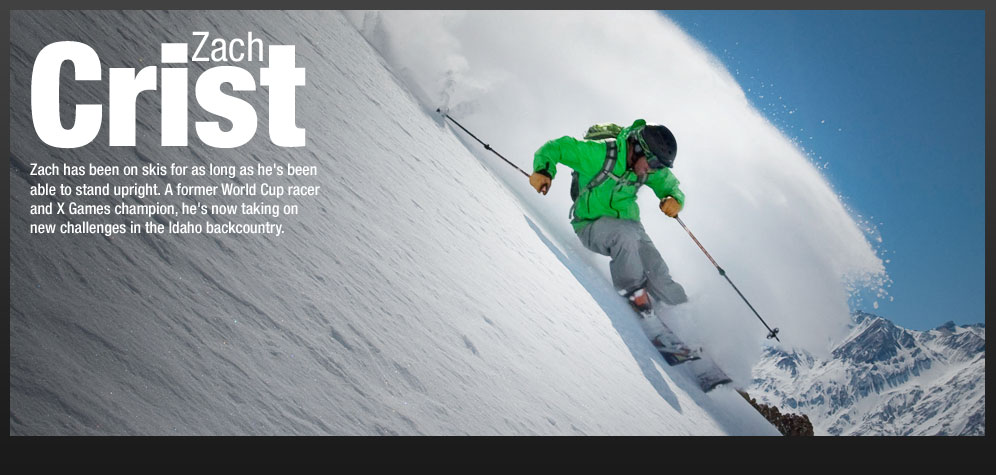 Zach
Crist
Zach has been on skis for as long as he's been
able to stand upright. A former World Cup racer
and X Games champion, he's now taking on
new challenges in the Idaho backcountry.